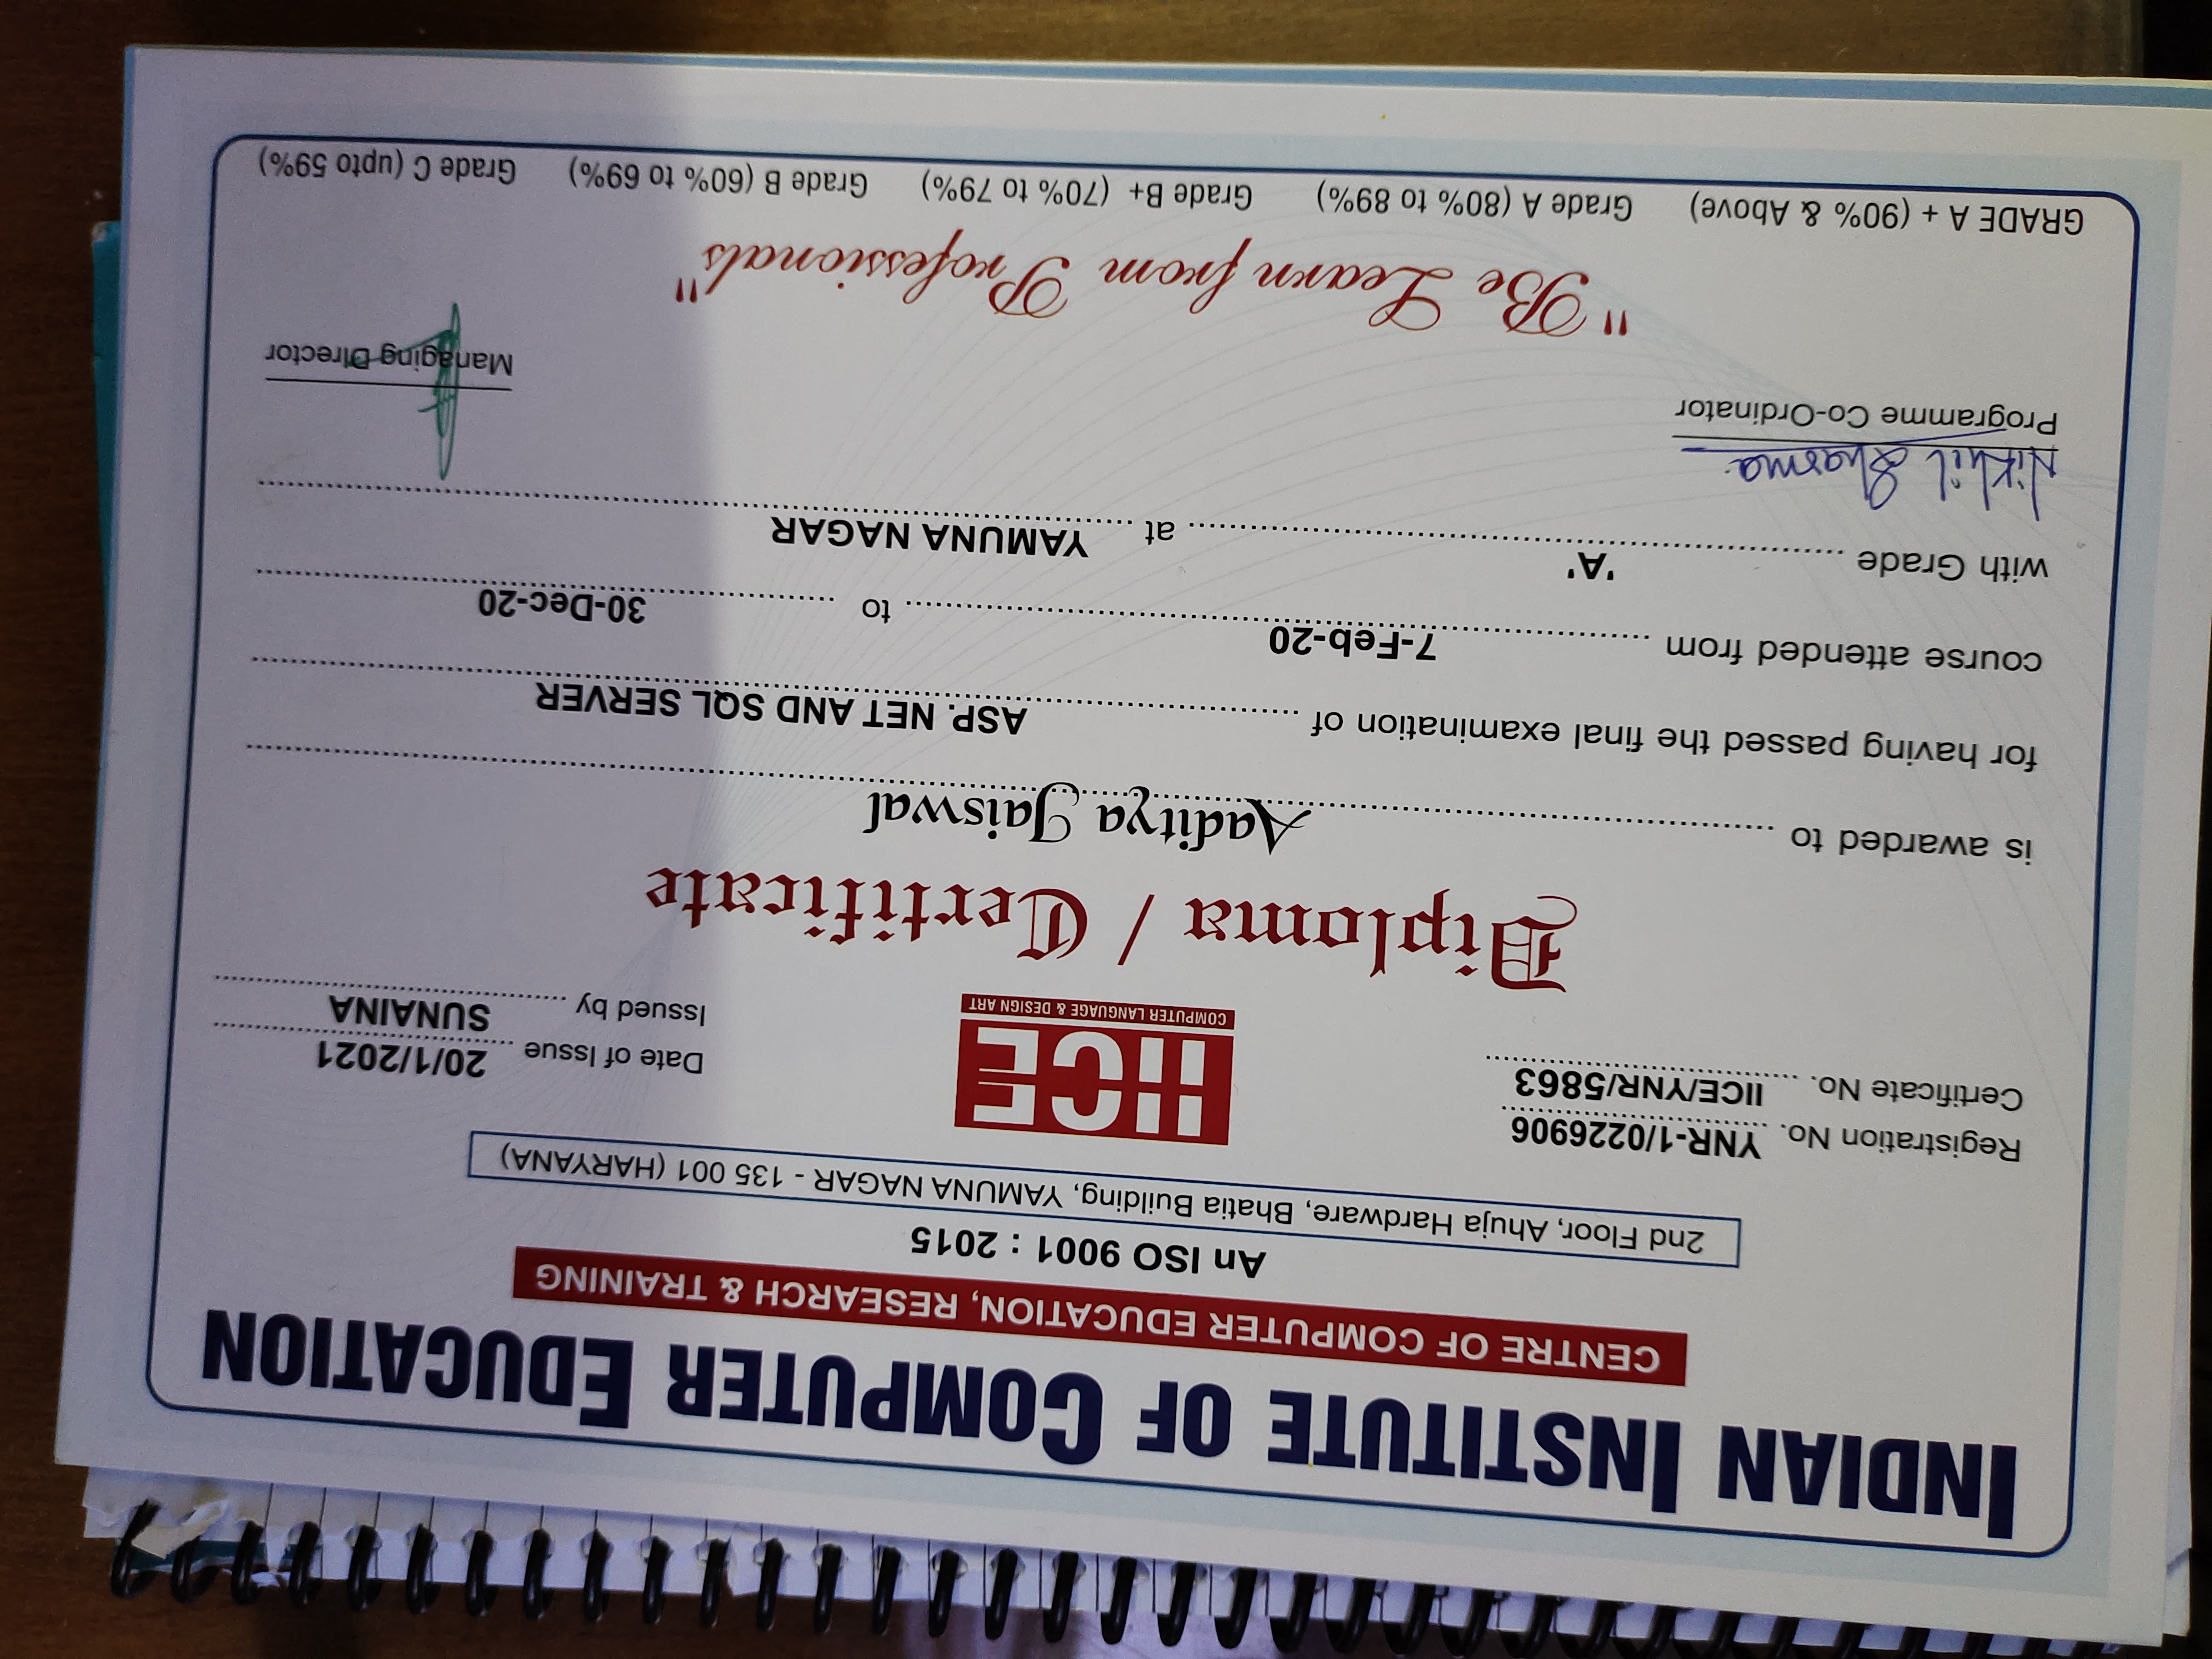 INDIAN INSTITUTE OF COMPUTER EDUCATION
CENTRE OF COMPUTER EDUCATION, RESEARCH & TRAINING
An ISO 9001 : 2015
2nd Floor, Ahuja Hardware, Bhatia Building, YAMUNA NAGAR - 135 001 (HARYANA)
Registration No. YNR-1/0226906
Certificate No. IICE/YNR/5863
IICE
COMPUTER LANGUAGE & DESIGN ART
Date of Issue 20/1/2021
Issued by SUNAINA
Diploma / Certificate
is awarded to Aaditya Jaiswal
for having passed the final examination of ASP. NET AND SQL SERVER
course attended from 7-Feb-20 to 30-Dec-20
with Grade 'A' at YAMUNA NAGAR
Nikhil Sharma
Programme Co-Ordinator
Managing Director
"Be Learn from Professionals"
GRADE A + (90% & Above) Grade A (80% to 89%) Grade B+ (70% to 79%) Grade B (60% to 69%) Grade C (upto 59%)